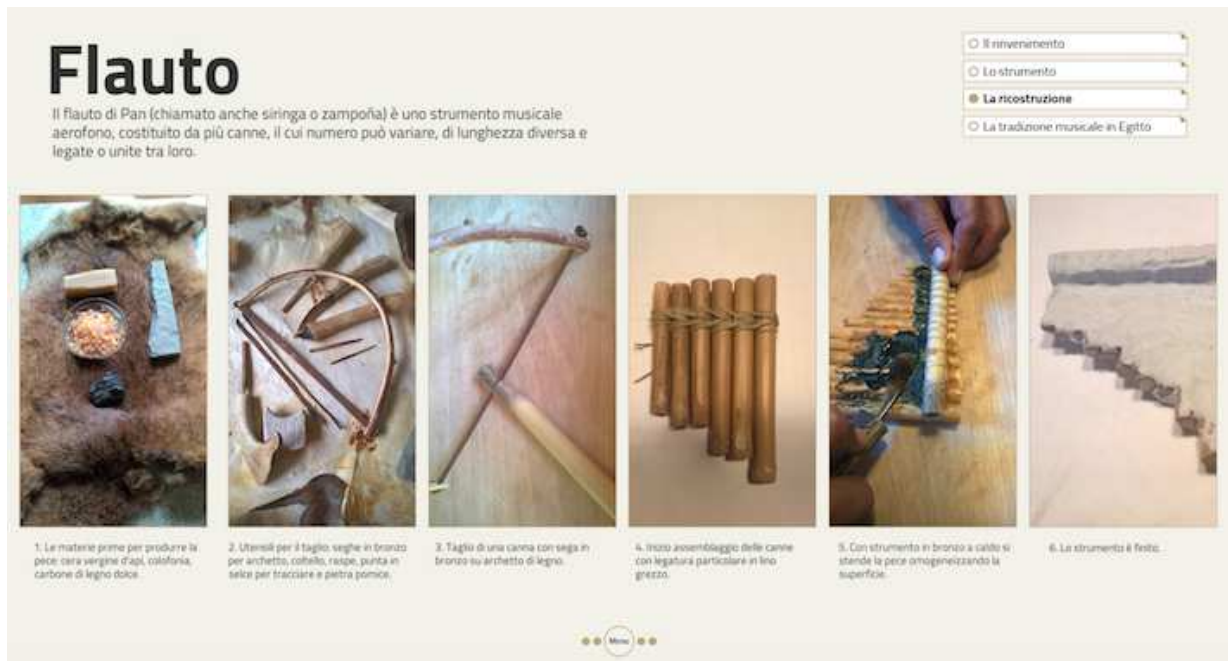 Flauto
Il flauto di Pan (chiamato anche siringa o zampoña) è uno strumento musicale
aerofono, costituito da più canne, il cui numero può variare, di lunghezza diversa e
legate o unite tra loro.
Il rinvenimento
Lo strumento
La ricostruzione
La tradizione musicale in Egitto
1. Le materie prime per produrre la
pece: cera vergine d'api, colofonia,
carbone di legno dolce.
2. Utensili per il taglio: seghe in bronzo
per archetto, coltello, raspe, punta in
selce per tracciare e pietra pomice.
3. Taglio di una canna con sega in
bronzo su archetto di legno.
4. Inizio assemblaggio delle canne
con legatura particolare in lino
grezzo.
5. Con strumento in bronzo a caldo si
stende la pece omogeneizzando la
superficie.
6. Lo strumento è finito.
Menu